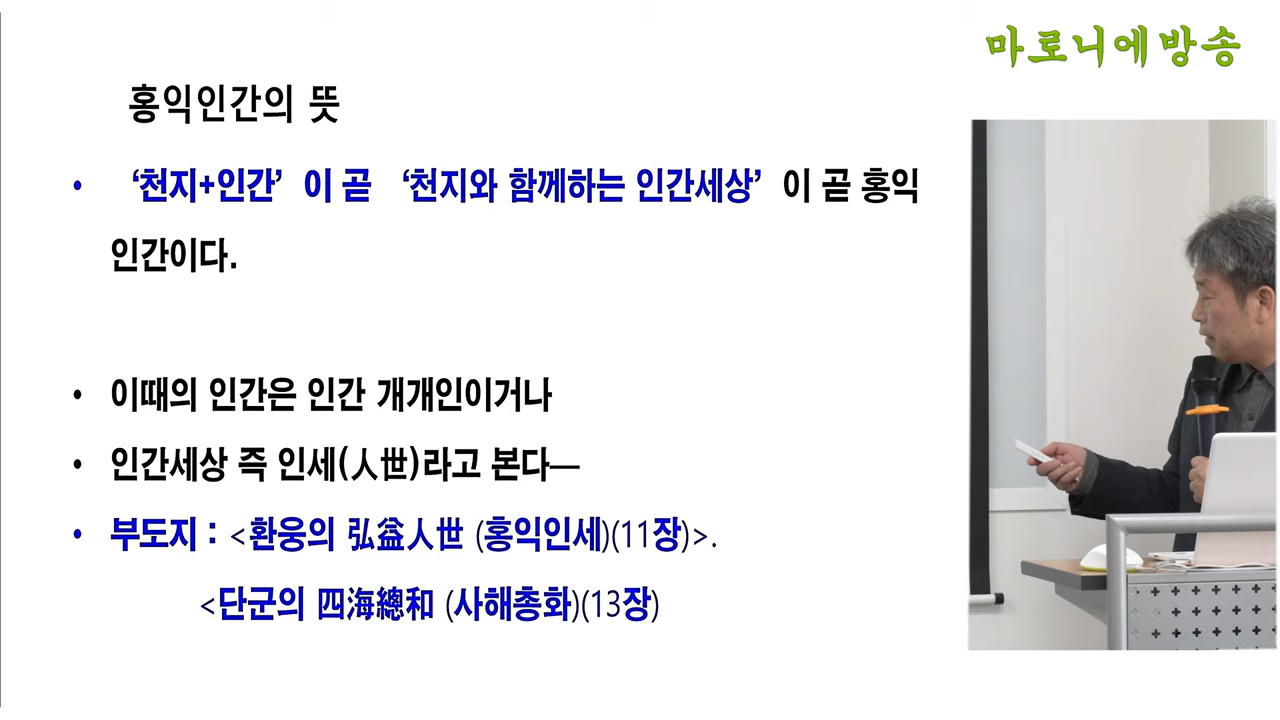 마로니에방송
홍익인간의 뜻
• ‘천지+인간’ 이 곧 ‘천지와 함께하는 인간세상’ 이 곧 홍익
인간이다.
• 이때의 인간은 인간 개개인이거나
• 인간세상 즉 인세(人世)라고 본다—
• 부도지 : <환웅의 弘益人世 (홍익인세)(11장)>.
<단군의 四海總和 (사해총화)(13장)